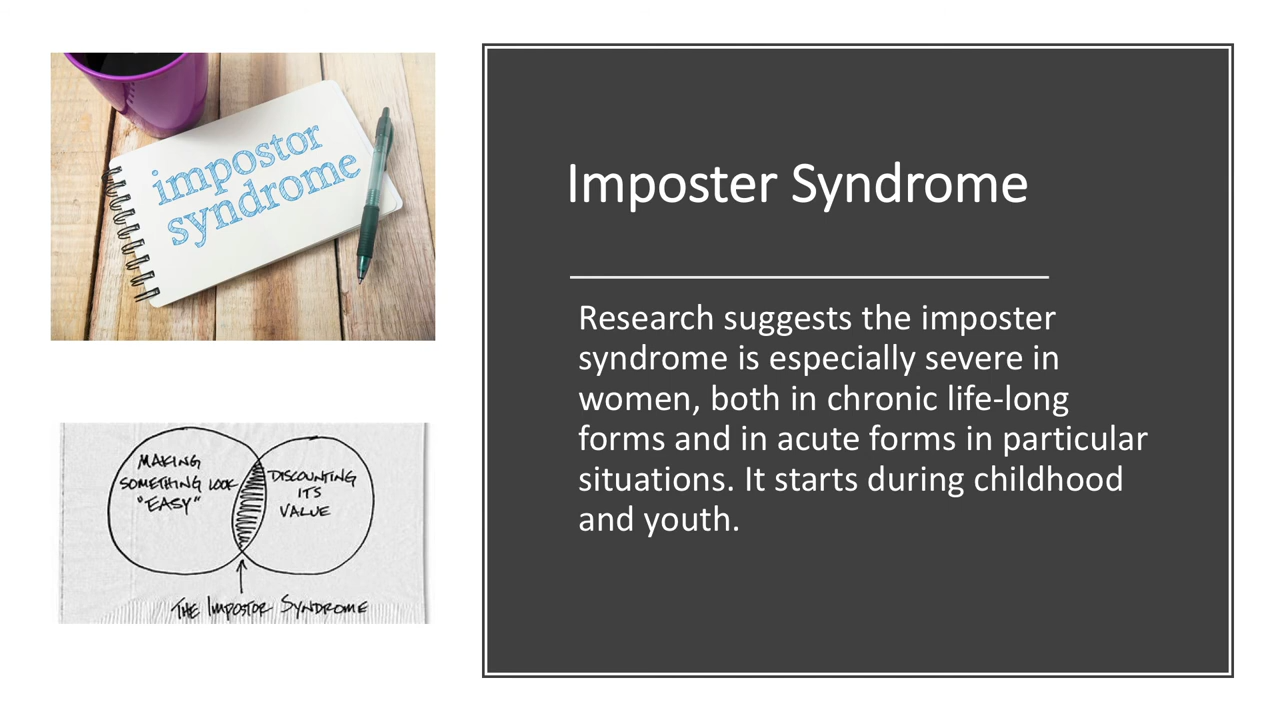 impostor
syndrome
MAKING
SOMETHING LOOK
"EASY"
DISCOUNTING
ITS
VALUE
THE IMPOSTOR SYNDROME
Imposter Syndrome
Research suggests the imposter
syndrome is especially severe in
women, both in chronic life-long
forms and in acute forms in particular
situations. It starts during childhood
and youth.